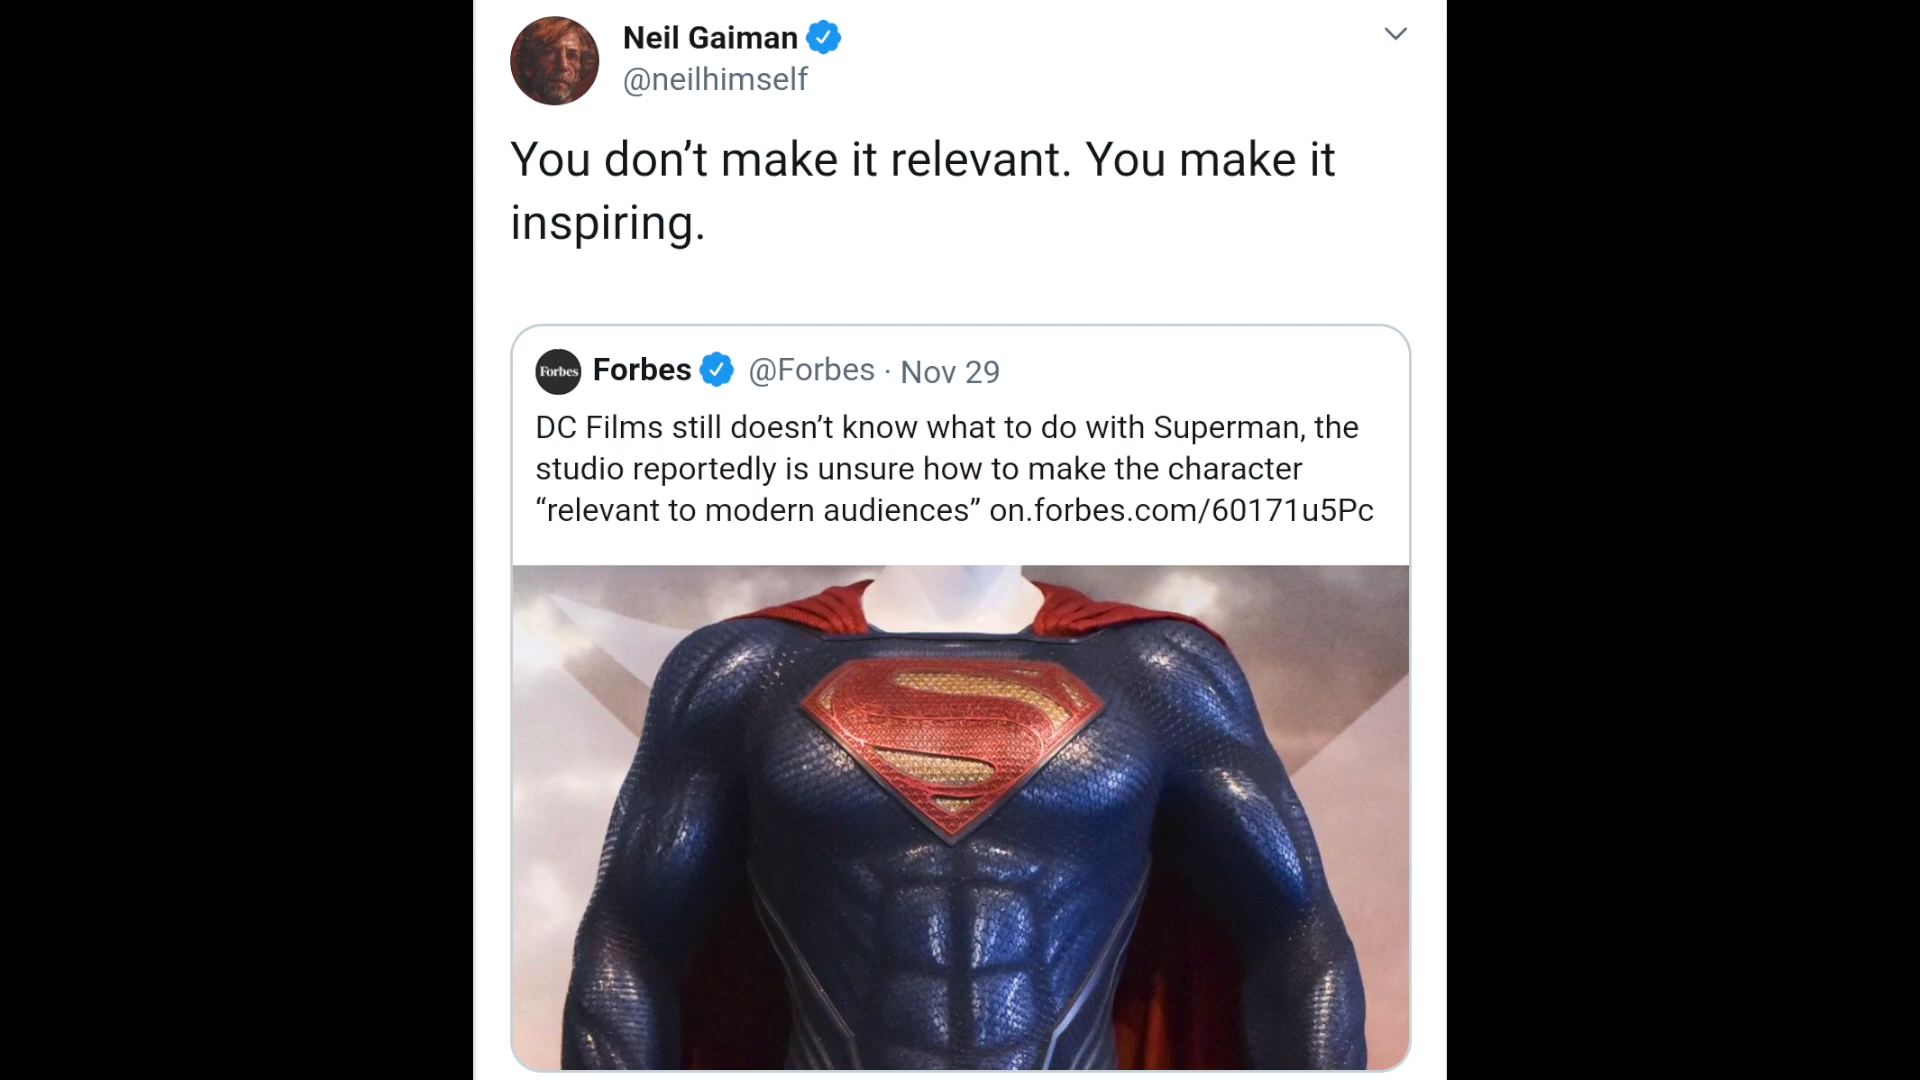 Neil Gaiman
@neilhimself
You don’t make it relevant. You make it
inspiring.
Forbes
Forbes @Forbes · Nov 29
DC Films still doesn’t know what to do with Superman, the
studio reportedly is unsure how to make the character
“relevant to modern audiences” on.forbes.com/60171u5Pc